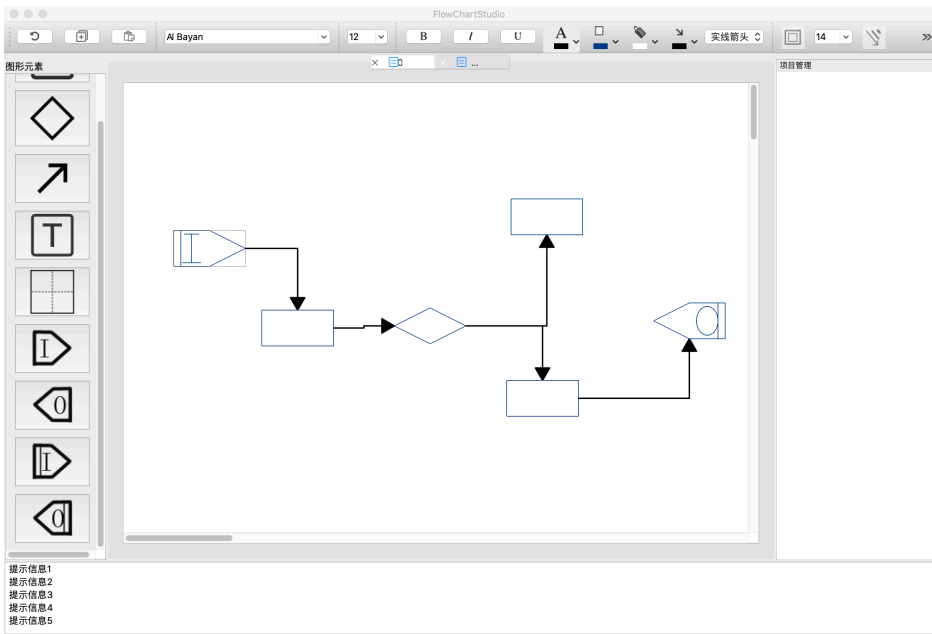 FlowChartStudio
Al Bayan 12 B I U A 实线箭头 14 »
图形元素
0
...
项目管理
T
I
0
I
0
I
提示信息1
提示信息2
提示信息3
提示信息4
提示信息5